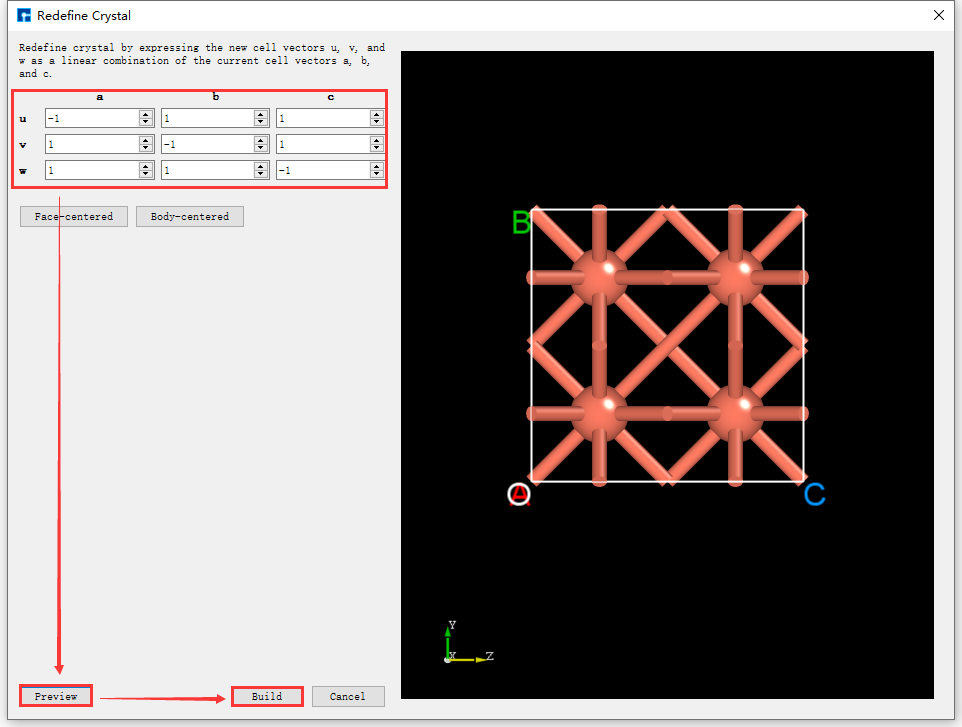 Redefine Crystal
Redefine crystal by expressing the new cell vectors u, v, and
w as a linear combination of the current cell vectors a, b,
and c.
a b c
u -1 1 1
v 1 -1 1
w 1 1 -1
Face-centered Body-centered
B
A C
Y
X Z
Preview Build Cancel